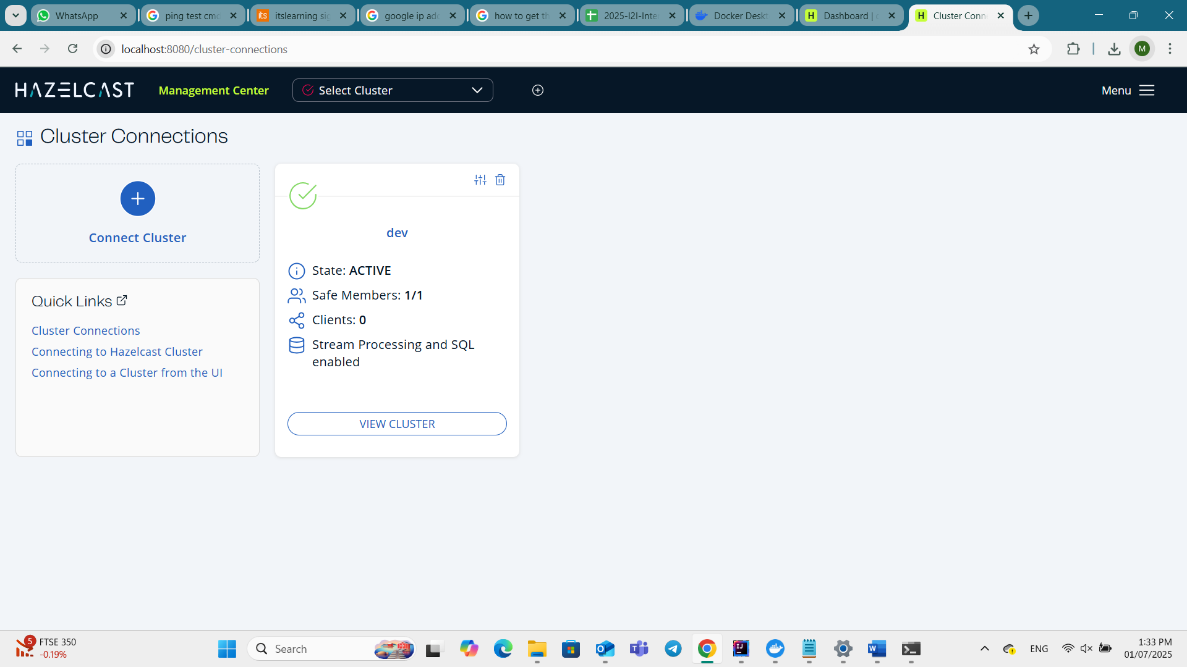 WhatsApp
ping test cmd
itslearning sig
google ip ad
how to get th
2025-I2I-Inte
Docker Deskt
Dashboard |
Cluster Conn
localhost:8080/cluster-connections
M
HAZELCAST
Management Center
Select Cluster
Menu
Cluster Connections
Connect Cluster
Quick Links
Cluster Connections
Connecting to Hazelcast Cluster
Connecting to a Cluster from the UI
dev
State: ACTIVE
Safe Members: 1/1
Clients: 0
Stream Processing and SQL
enabled
VIEW CLUSTER
5
FTSE 350
-0.19%
Search
ENG
1:33 PM
01/07/2025